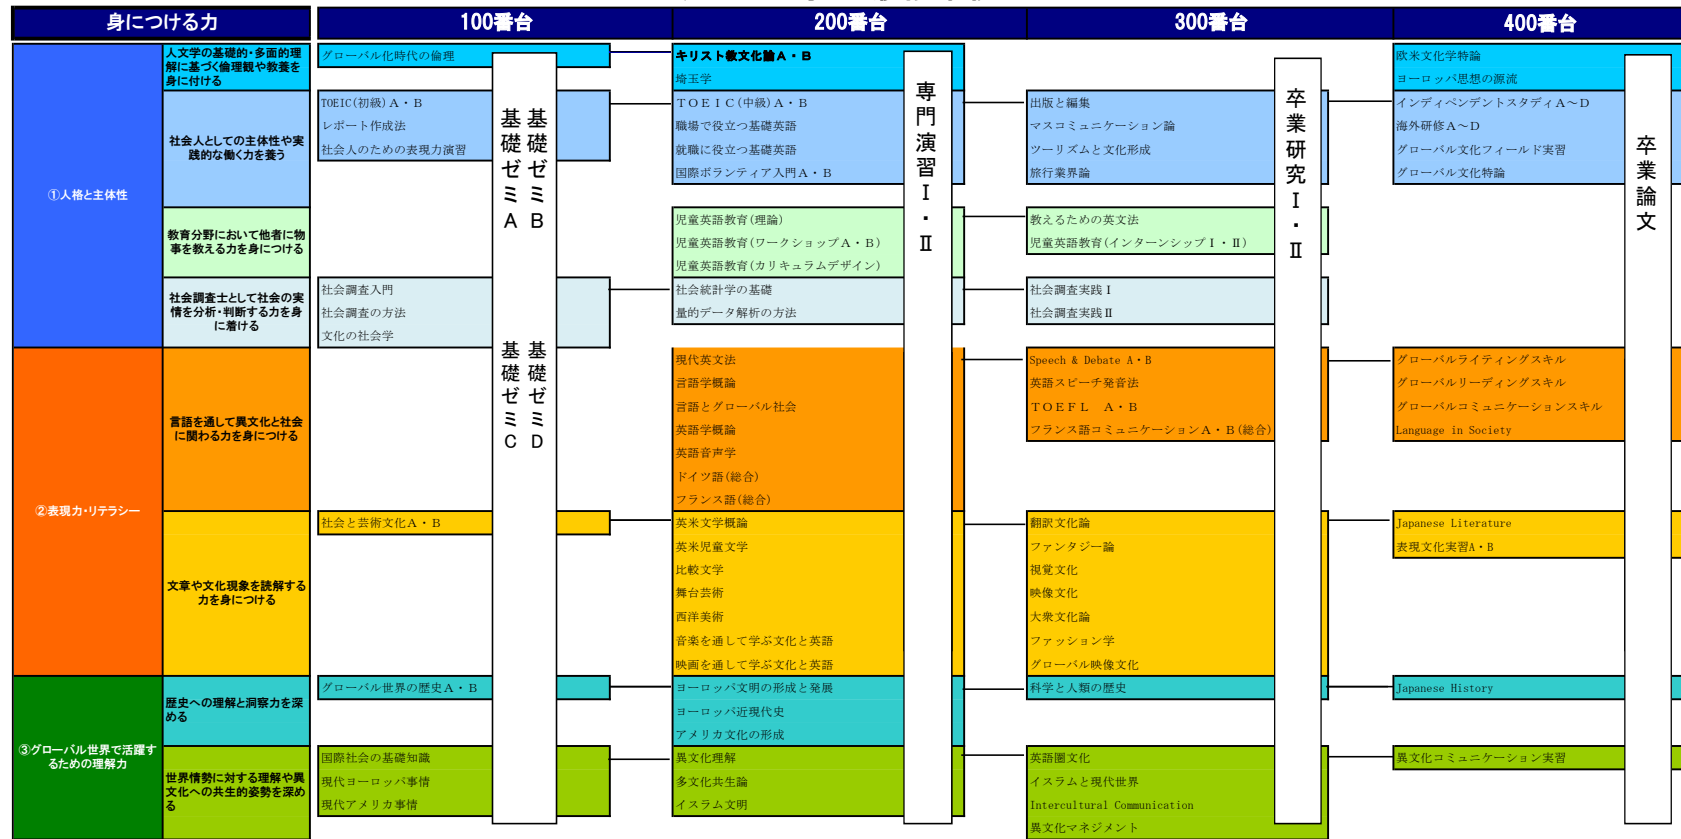 身につける力
100番台
200番台
300番台
400番台
①人格と主体性
人文学の基礎的・多面的理
解に基づく倫理観や教養を
身に付ける
グローバル化時代の倫理
キリスト教文化論A・B
埼玉学
欧米文化学特論
ヨーロッパ思想の源流
社会人としての主体性や実
践的な働く力を養う
TOEIC(初級)A・B
レポート作成法
社会人のための表現力演習
TOEIC(中級)A・B
職場で役立つ基礎英語
就職に役立つ基礎英語
国際ボランティア入門A・B
出版と編集
マスコミュニケーション論
ツーリズムと文化形成
旅行業界論
インディペンデントスタディA～D
海外研修A～D
グローバル文化フィールド実習
グローバル文化特論
教育分野において他者に物
事を教える力を身につける
児童英語教育(理論)
児童英語教育(ワークショップA・B)
児童英語教育(カリキュラムデザイン)
教えるための英文法
児童英語教育(インターンシップⅠ・Ⅱ)
社会調査士として社会の実
情を分析・判断する力を身
に着ける
社会調査入門
社会調査の方法
文化の社会学
社会統計学の基礎
量的データ解析の方法
社会調査実践Ⅰ
社会調査実践Ⅱ
②表現力・リテラシー
言語を通して異文化と社会
に関わる力を身につける
現代英文法
言語学概論
言語とグローバル社会
英語学概論
英語音声学
ドイツ語(総合)
フランス語(総合)
Speech & Debate A・B
英語スピーチ発音法
TOEFL A・B
フランス語コミュニケーションA・B(総合)
グローバルライティングスキル
グローバルリーディングスキル
グローバルコミュニケーションスキル
Language in Society
文章や文化現象を読解する
力を身につける
社会と芸術文化A・B
英米文学概論
英米児童文学
比較文学
舞台芸術
西洋美術
音楽を通して学ぶ文化と英語
映画を通して学ぶ文化と英語
翻訳文化論
ファンタジー論
視覚文化
映像文化
大衆文化論
ファッション学
グローバル映像文化
Japanese Literature
表現文化実習A・B
③グローバル世界で活躍す
るための理解力
歴史への理解と洞察力を深
める
グローバル世界の歴史A・B
ヨーロッパ文明の形成と発展
ヨーロッパ近現代史
アメリカ文化の形成
科学と人類の歴史
Japanese History
世界情勢に対する理解や異
文化への共生的姿勢を深め
る
国際社会の基礎知識
現代ヨーロッパ事情
現代アメリカ事情
異文化理解
多文化共生論
イスラム文明
英語圏文化
イスラムと現代世界
Intercultural Communication
異文化マネジメント
異文化コミュニケーション実習
基礎ゼミA
基礎ゼミB
基礎ゼミC
基礎ゼミD
専門演習Ⅰ・Ⅱ
卒業研究Ⅰ・Ⅱ
卒業論文